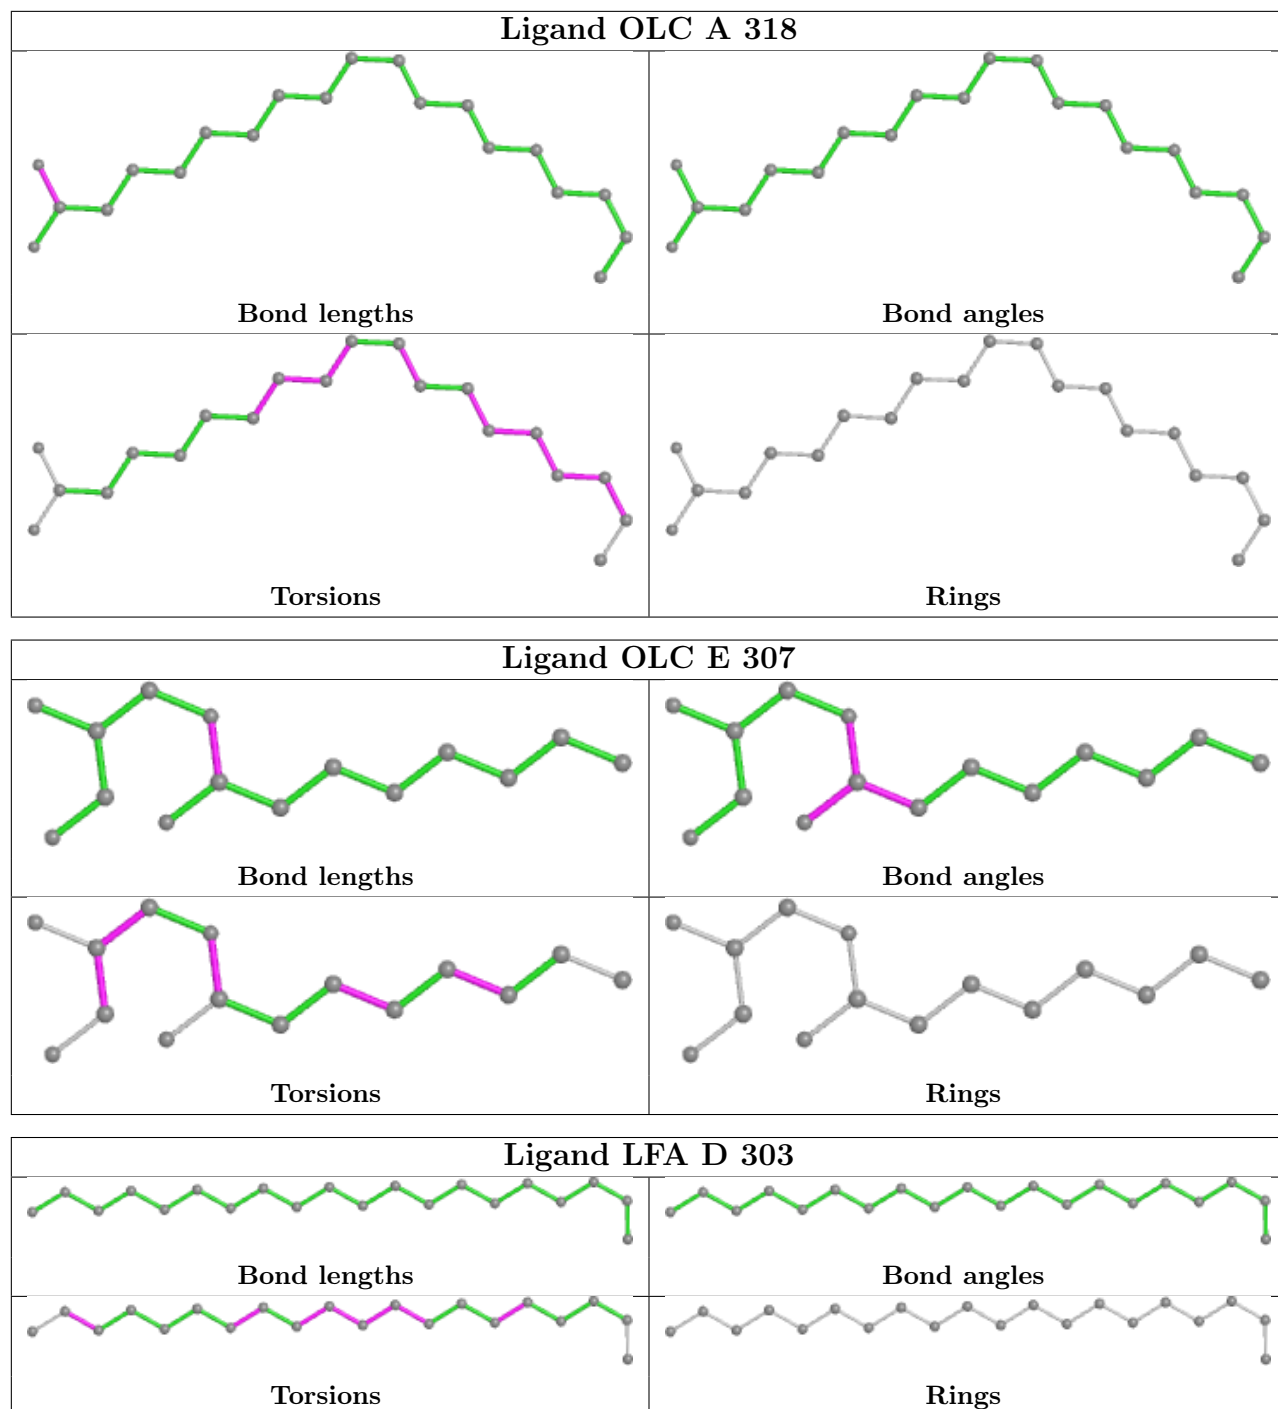 Ligand OLC A 318
Bond lengths
Bond angles
Torsions
Rings
Ligand OLC E 307
Bond lengths
Bond angles
Torsions
Rings
Ligand LFA D 303
Bond lengths
Bond angles
Torsions
Rings